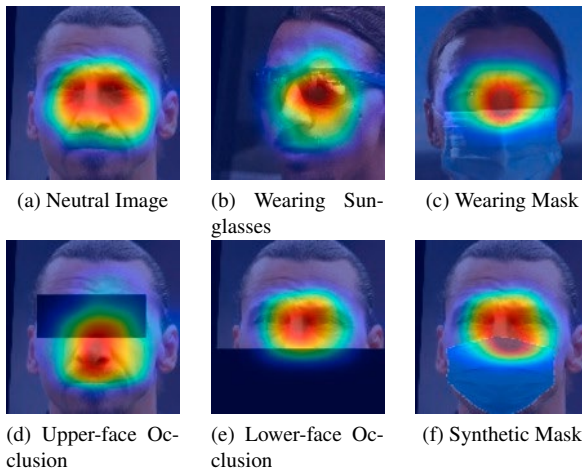 (a) Neutral Image
(b) Wearing Sun-
glasses
(c) Wearing Mask
(d) Upper-face Oc-
clusion
(e) Lower-face Oc-
clusion
(f) Synthetic Mask